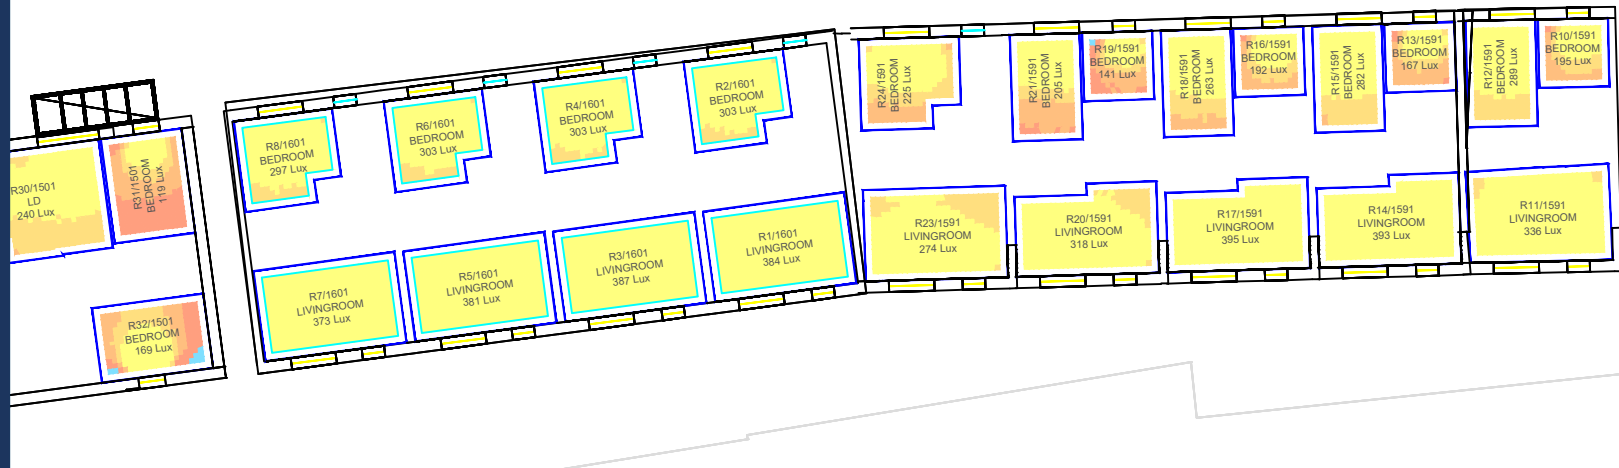 R30/1501
LD
240 Lux
R31/1501
BEDROOM
119 Lux
R32/1501
BEDROOM
169 Lux
R8/1601
BEDROOM
297 Lux
R6/1601
BEDROOM
303 Lux
R4/1601
BEDROOM
303 Lux
R2/1601
BEDROOM
303 Lux
R7/1601
LIVINGROOM
373 Lux
R5/1601
LIVINGROOM
381 Lux
R3/1601
LIVINGROOM
387 Lux
R1/1601
LIVINGROOM
384 Lux
R24/1591
BEDROOM
225 Lux
R21/1591
BEDROOM
205 Lux
R19/1591
BEDROOM
141 Lux
R18/1591
BEDROOM
263 Lux
R16/1591
BEDROOM
192 Lux
R15/1591
BEDROOM
282 Lux
R13/1591
BEDROOM
167 Lux
R12/1591
BEDROOM
289 Lux
R10/1591
BEDROOM
195 Lux
R23/1591
LIVINGROOM
274 Lux
R20/1591
LIVINGROOM
318 Lux
R17/1591
LIVINGROOM
395 Lux
R14/1591
LIVINGROOM
393 Lux
R11/1591
LIVINGROOM
336 Lux